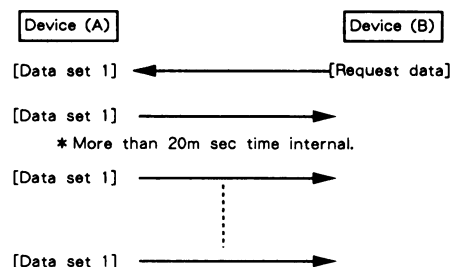 Device (A) Device (B)
[Data set 1] [Request data]
[Data set 1]
* More than 20m sec time internal.
[Data set 1]
[Data set 1]